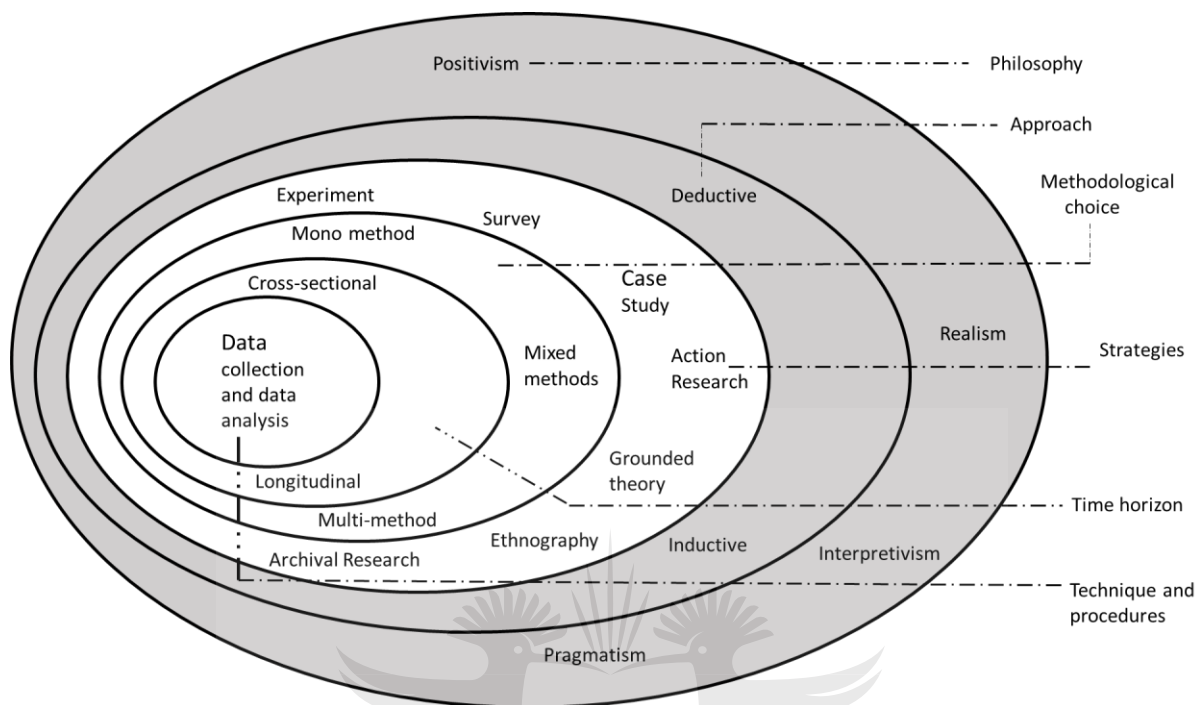 Positivism
Philosophy
Approach
Deductive
Methodological
choice
Experiment
Survey
Mono method
Case
Study
Cross-sectional
Realism
Strategies
Data
collection
and data
analysis
Mixed
methods
Action
Research
Grounded
theory
Longitudinal
Time horizon
Multi-method
Ethnography
Inductive
Interpretivism
Archival Research
Technique and
procedures
Pragmatism